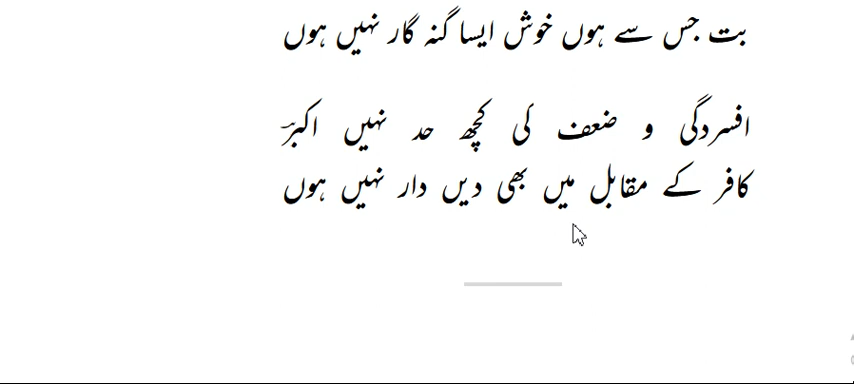 بت جس سے ہوں خوش ایسا گنہ گار نہیں ہوں
افسردگی و ضعف کی کچھ حد نہیں اکبرؔ
کافر کے مقابل میں بھی دیں دار نہیں ہوں